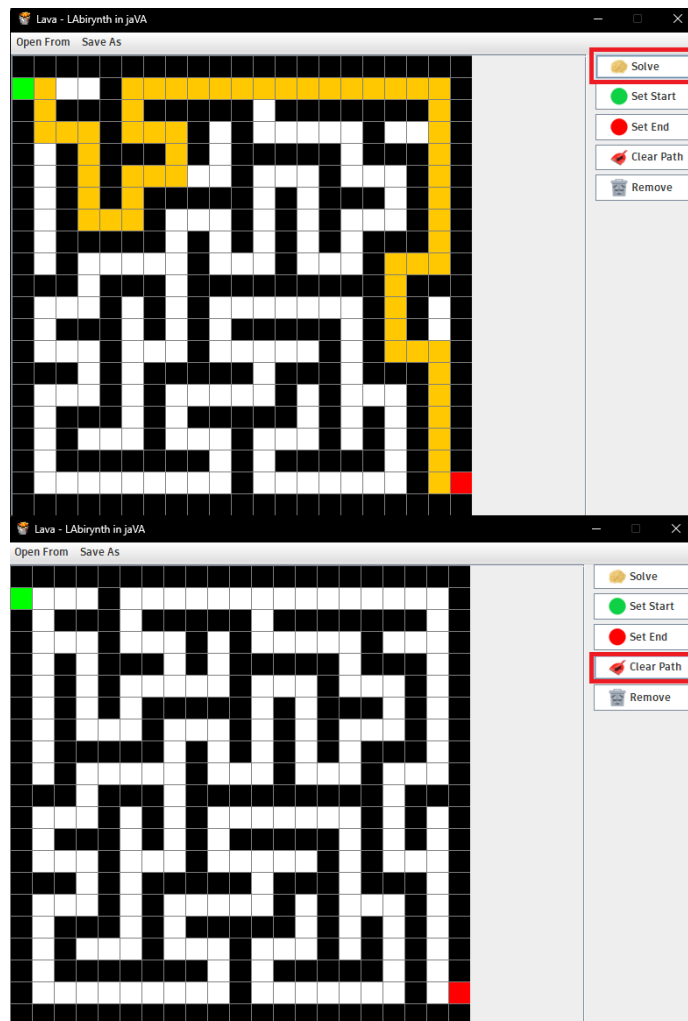 Lava - LAbirynth in jaVA
Open From Save As
Solve
Set Start
Set End
Clear Path
Remove
Lava - LAbirynth in jaVA
Open From Save As
Solve
Set Start
Set End
Clear Path
Remove